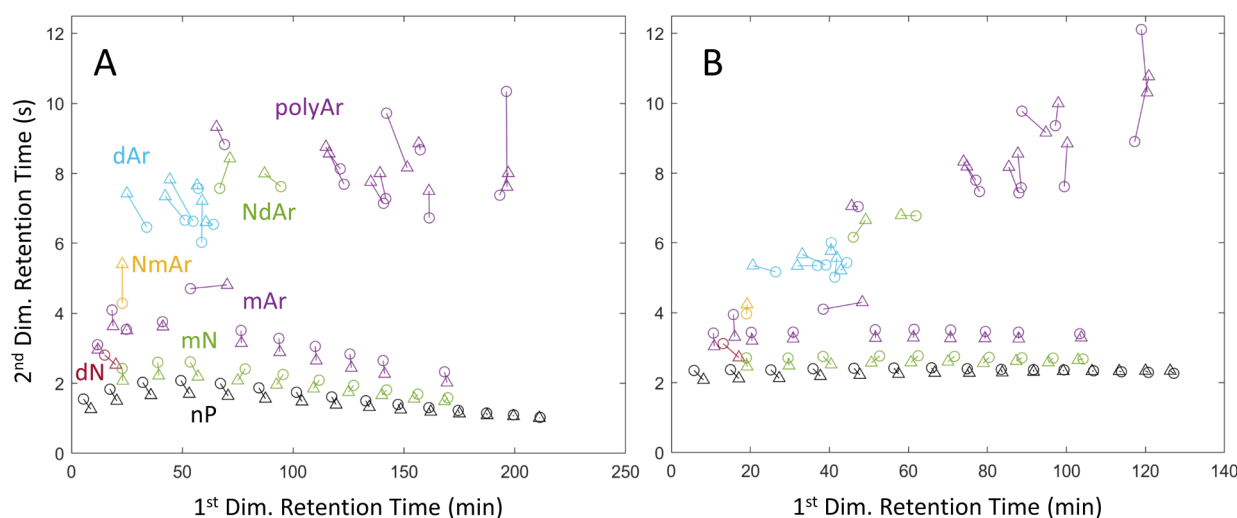 A
12
10
8
6
4
2
0
2nd Dim. Retention Time (s)
polyAr
dAr
NdAr
NmAr
mAr
mN
dN
nP
0 50 100 150 200 250
1st Dim. Retention Time (min)
B
12
10
8
6
4
2
0
0 20 40 60 80 100 120 140
1st Dim. Retention Time (min)